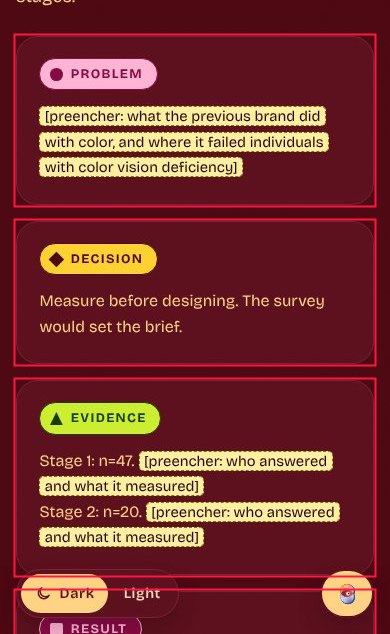 stages.
PROBLEM
[preencher: what the previous brand did
with color, and where it failed individuals
with color vision deficiency]
DECISION
Measure before designing. The survey
would set the brief.
EVIDENCE
Stage 1: n=47. [preencher: who answered
and what it measured]
Stage 2: n=20. [preencher: who answered
and what it measured]
Dark Light
RESULT